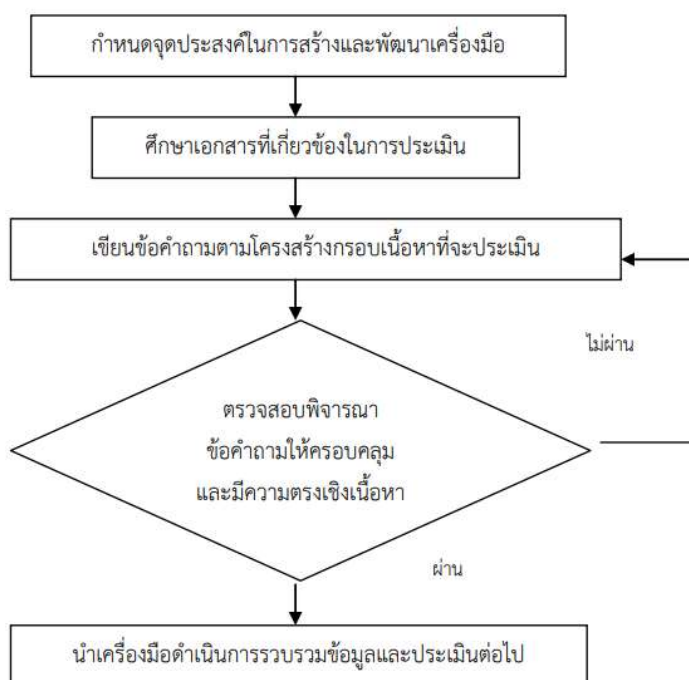 กำหนดจุดประสงค์ในการสร้างและพัฒนาเครื่องมือ
ศึกษาเอกสารที่เกี่ยวข้องในการประเมิน
เขียนข้อคำถามตามโครงสร้างกรอบเนื้อหาที่จะประเมิน
ไม่ผ่าน
ตรวจสอบพิจารณา
ข้อคำถามให้ครอบคลุม
และมีความตรงเชิงเนื้อหา
ผ่าน
นำเครื่องมือดำเนินการรวบรวมข้อมูลและประเมินต่อไป